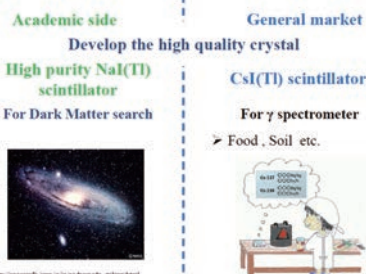 Academic side
General market
Develop the high quality crystal
High purity NaI(Tl)
scintillator
CsI(Tl) scintillator
For Dark Matter search
For γ spectrometer
➢ Food , Soil etc.